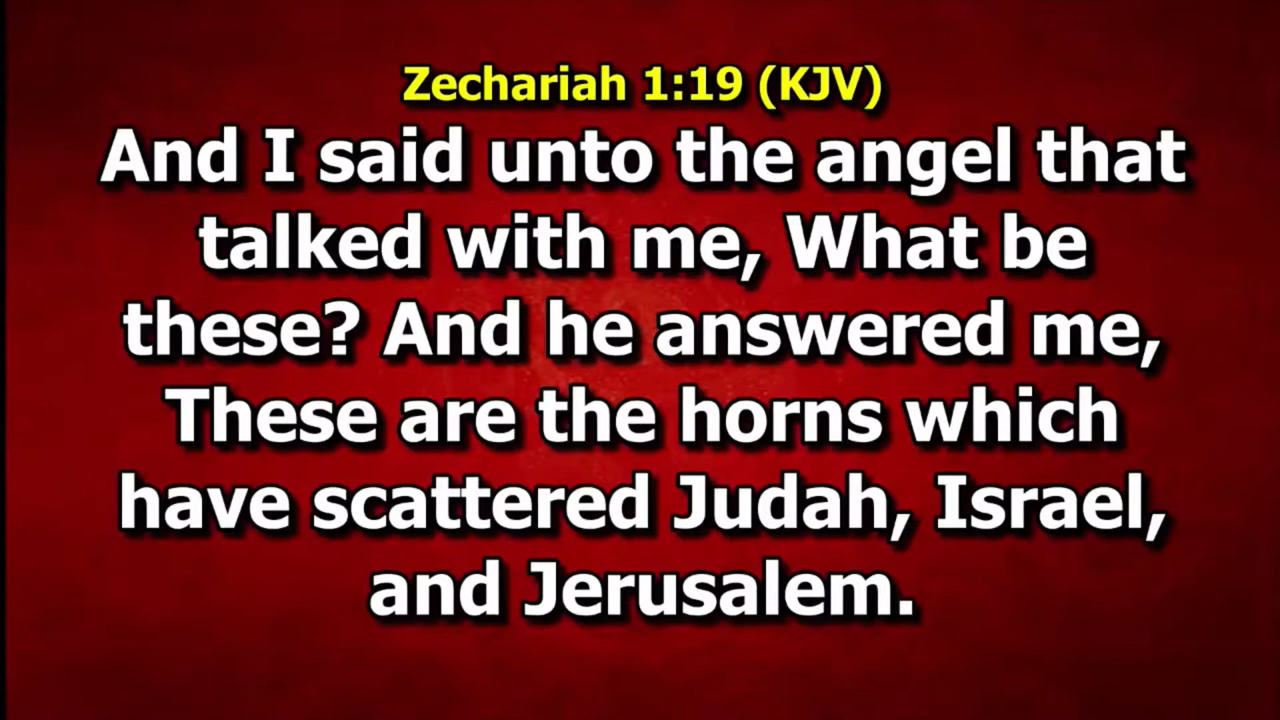 Zechariah 1:19 (KJV)
And I said unto the angel that
talked with me, What be
these? And he answered me,
These are the horns which
have scattered Judah, Israel,
and Jerusalem.